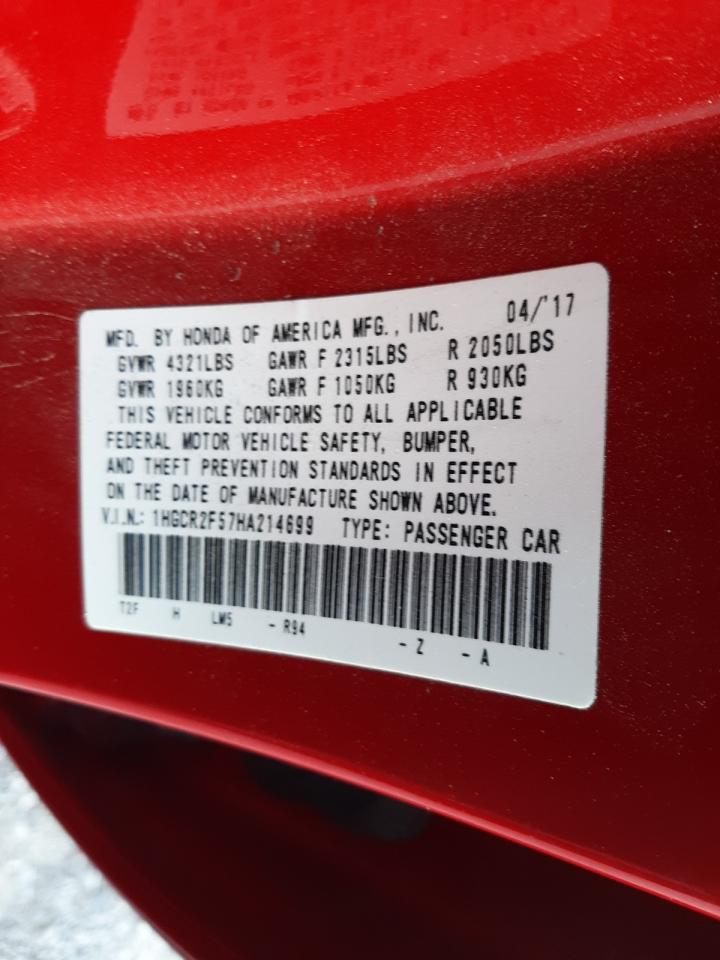 MFD. BY HONDA OF AMERICA MFG., INC. 04/'17
GVWR 4321LBS GAWR F 2315LBS R 2050LBS
GVWR 1960KG GAWR F 1050KG R 930KG
THIS VEHICLE CONFORMS TO ALL APPLICABLE
FEDERAL MOTOR VEHICLE SAFETY, BUMPER,
AND THEFT PREVENTION STANDARDS IN EFFECT
ON THE DATE OF MANUFACTURE SHOWN ABOVE.
V.I.N.: 1HGCR2F57HA214699 TYPE: PASSENGER CAR
T2F H LM5 - R94 - Z - A